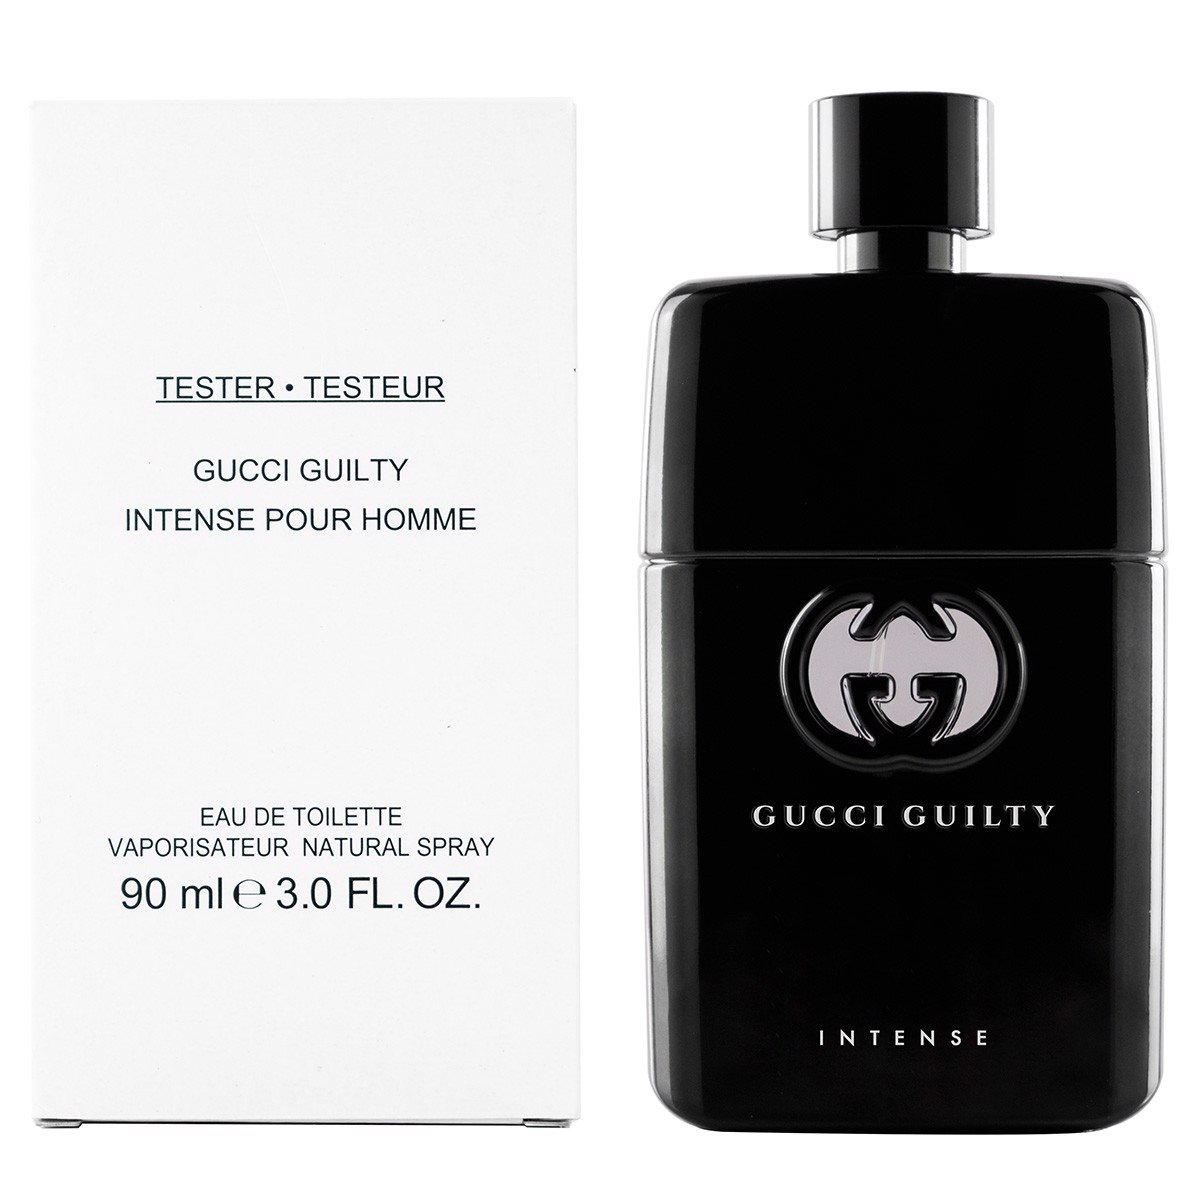 TESTER • TESTEUR
GUCCI GUILTY
INTENSE POUR HOMME
EAU DE TOILETTE
VAPORISATEUR NATURAL SPRAY
90 ml ℮ 3.0 FL. OZ.
GUCCI GUILTY
INTENSE